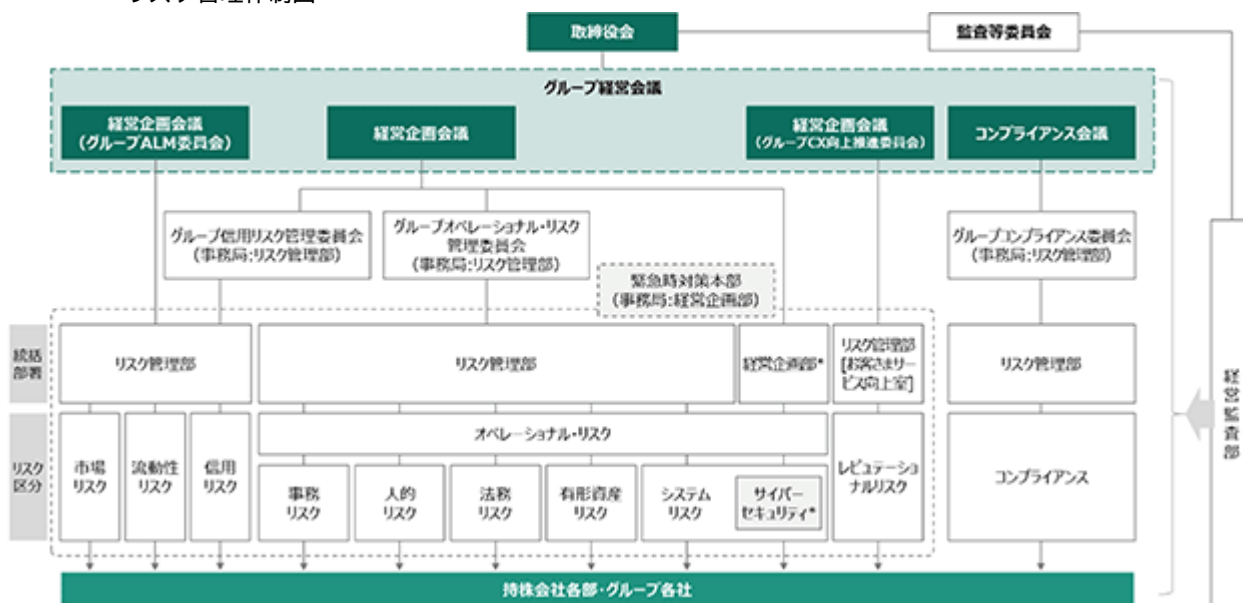 リスク管理体制図
取締役会
監査等委員会
グループ経営会議
経営企画会議
(グループALM委員会)
経営企画会議
経営企画会議
(グループCX向上推進委員会)
コンプライアンス会議
グループ信用リスク管理委員会
(事務局:リスク管理部)
グループオペレーショナル・リスク
管理委員会
(事務局:リスク管理部)
グループコンプライアンス委員会
(事務局:リスク管理部)
緊急時対策本部
(事務局:経営企画部)
統括
部署
リスク管理部
リスク管理部
経営企画部*
リスク管理部
[お客さまサー
ビス向上室]
リスク管理部
経営監査部
リスク
区分
市場
リスク
流動性
リスク
信用
リスク
オペレーショナル・リスク
事務
リスク
人的
リスク
法務
リスク
有形資産
リスク
システム
リスク
サイバー
セキュリティ*
レピュテーショ
ナルリスク
コンプライアンス
持株会社各部・グループ各社